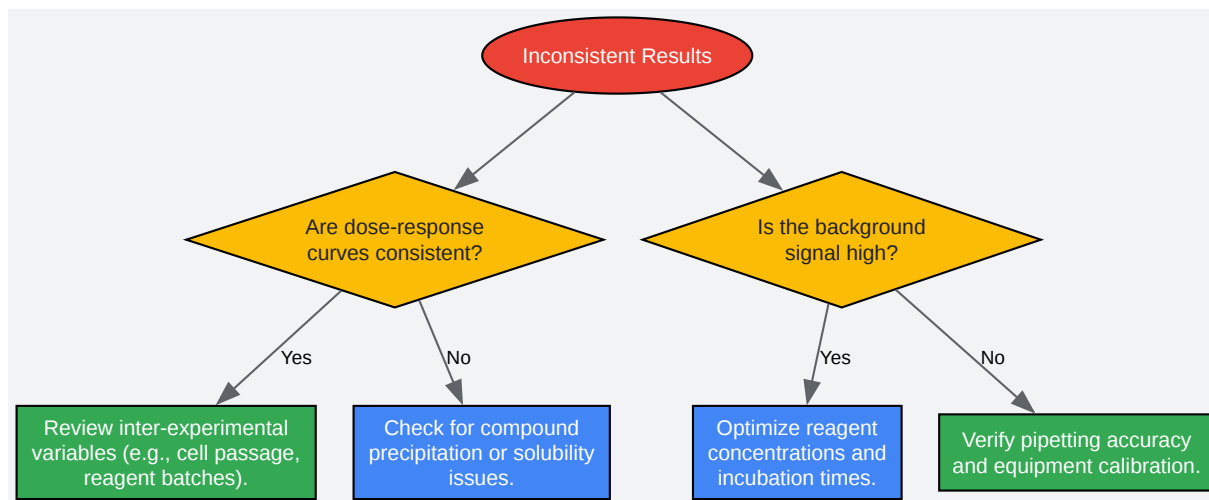 Inconsistent Results
Are dose-response
curves consistent?
Is the background
signal high?
Yes
No
Yes
No
Review inter-experimental
variables (e.g., cell passage,
reagent batches).
Check for compound
precipitation or solubility
issues.
Optimize reagent
concentrations and
incubation times.
Verify pipetting accuracy
and equipment calibration.